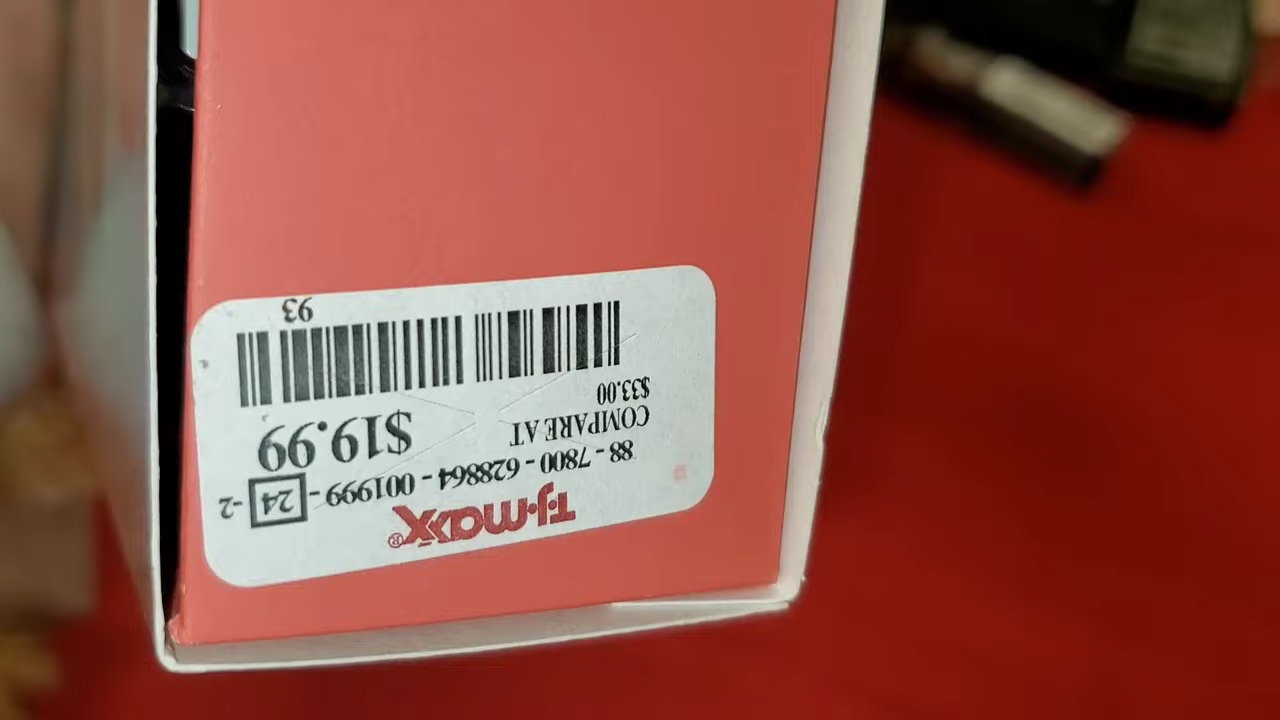 T·J·maxx®
88 - 7800 - 628864 - 001999 - 24 -2
COMPARE AT
$33.00
$19.99
93